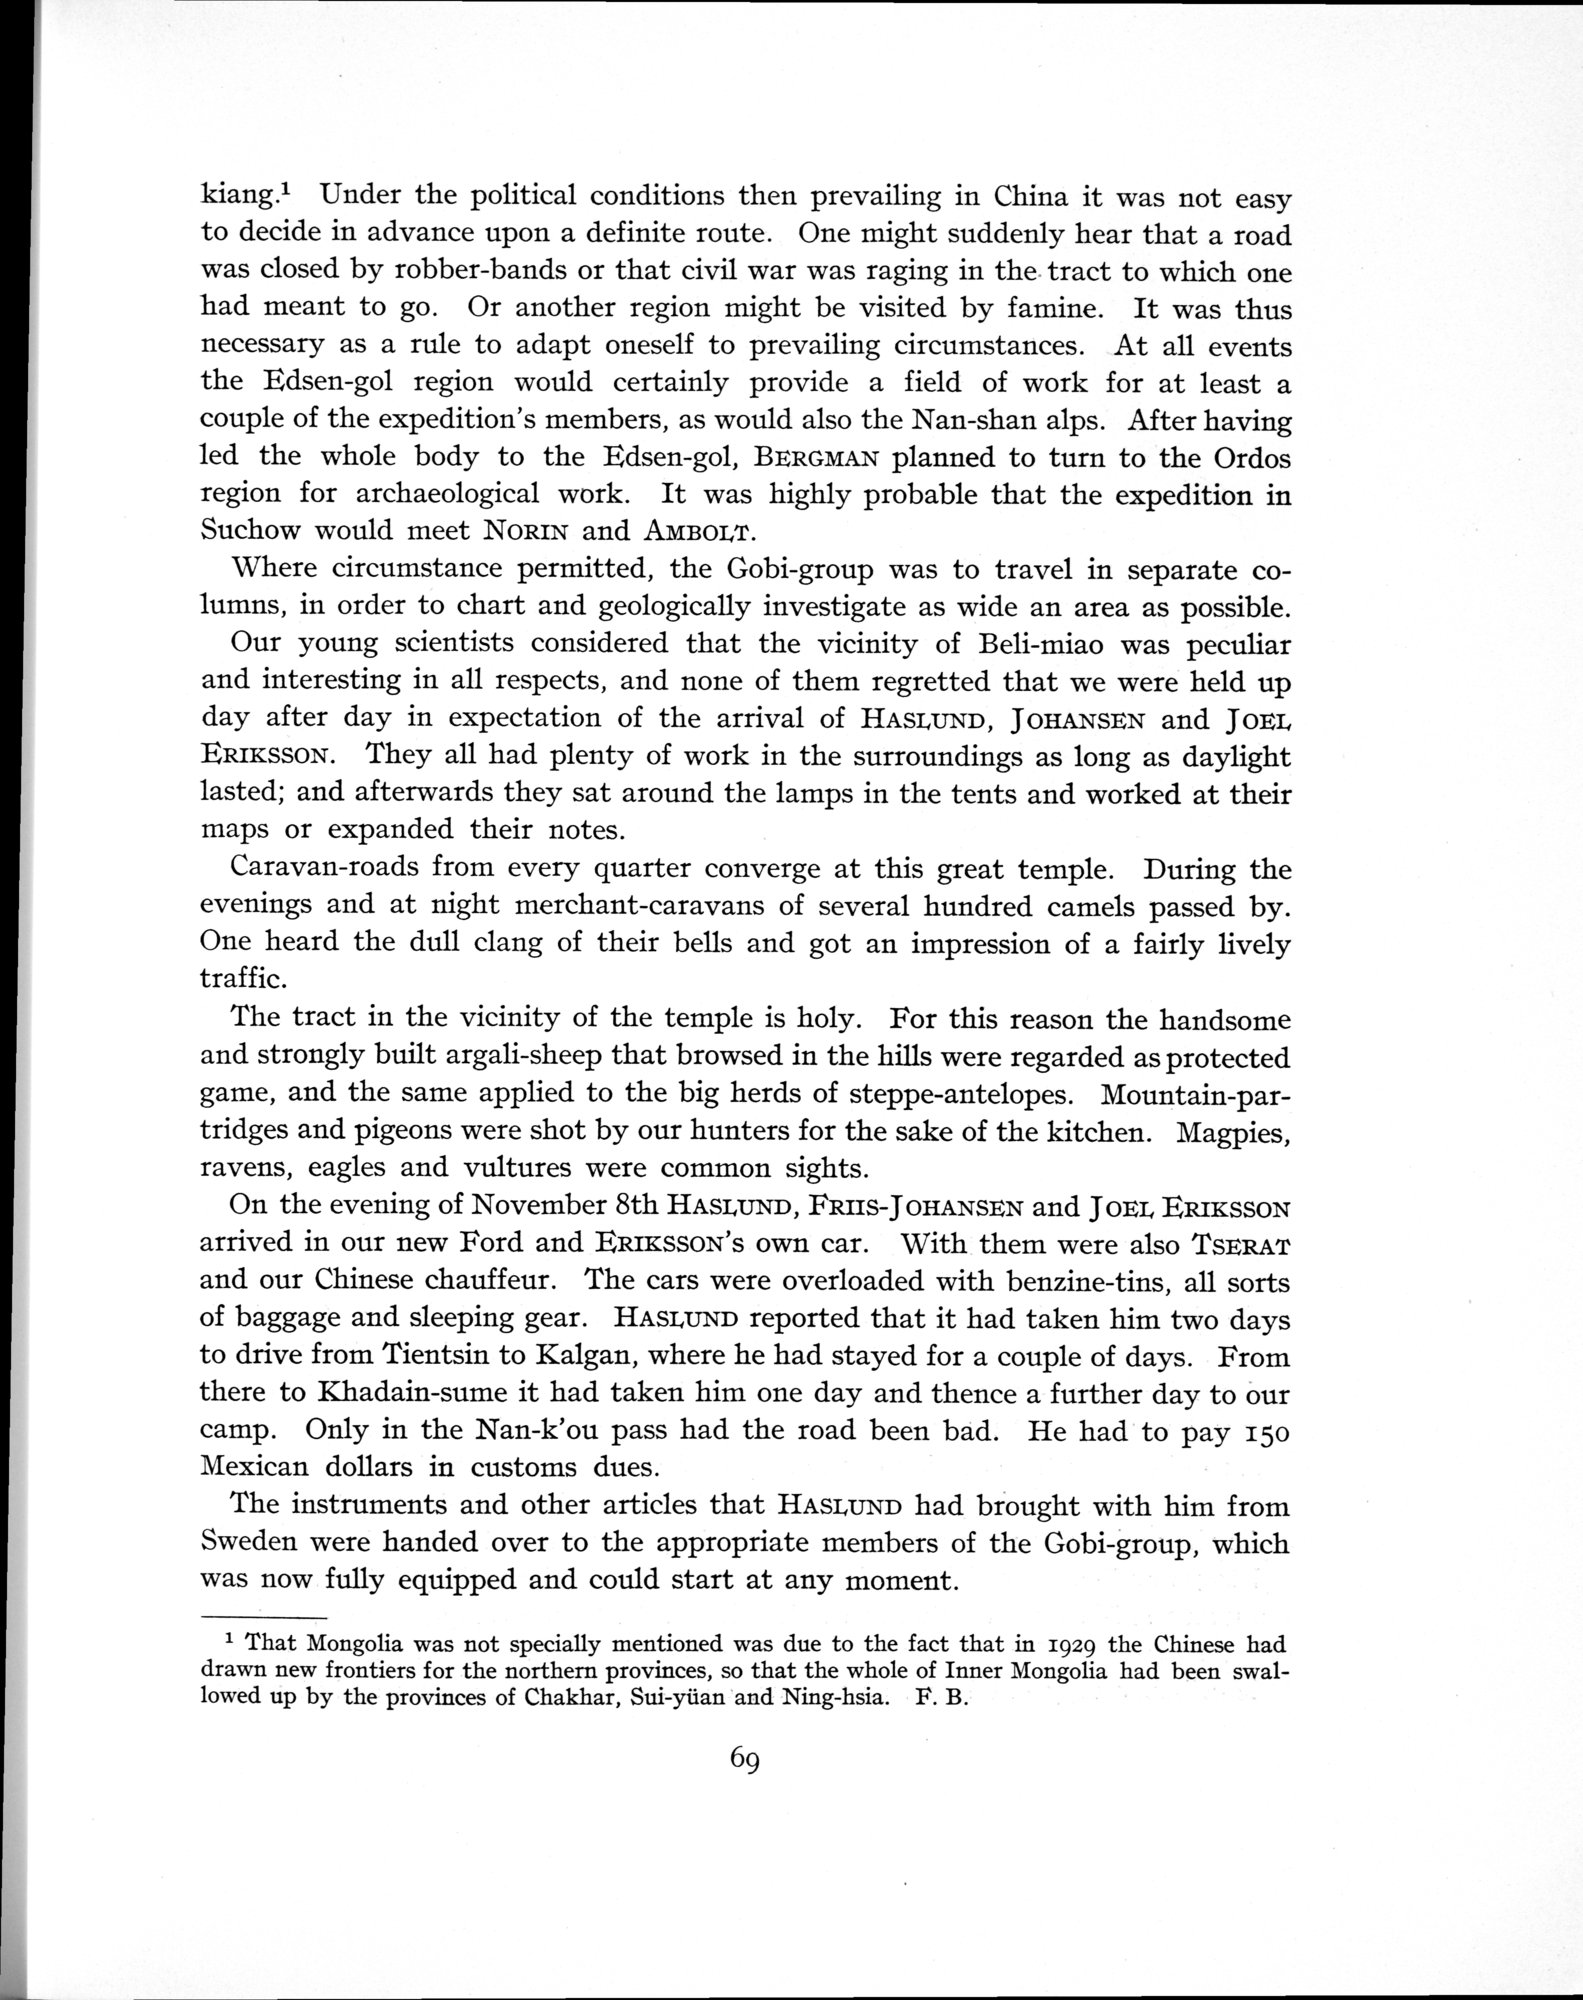 kiang.¹ Under the political conditions then prevailing in China it was not easy
to decide in advance upon a definite route. One might suddenly hear that a road
was closed by robber-bands or that civil war was raging in the tract to which one
had meant to go. Or another region might be visited by famine. It was thus
necessary as a rule to adapt oneself to prevailing circumstances. At all events
the Edsen-gol region would certainly provide a field of work for at least a
couple of the expedition's members, as would also the Nan-shan alps. After having
led the whole body to the Edsen-gol, BERGMAN planned to turn to the Ordos
region for archaeological work. It was highly probable that the expedition in
Suchow would meet NORIN and AMBOLT.
Where circumstance permitted, the Gobi-group was to travel in separate co-
lumns, in order to chart and geologically investigate as wide an area as possible.
Our young scientists considered that the vicinity of Beli-miao was peculiar
and interesting in all respects, and none of them regretted that we were held up
day after day in expectation of the arrival of HASLUND, JOHANSEN and JOEL
ERIKSSON. They all had plenty of work in the surroundings as long as daylight
lasted; and afterwards they sat around the lamps in the tents and worked at their
maps or expanded their notes.
Caravan-roads from every quarter converge at this great temple. During the
evenings and at night merchant-caravans of several hundred camels passed by.
One heard the dull clang of their bells and got an impression of a fairly lively
traffic.
The tract in the vicinity of the temple is holy. For this reason the handsome
and strongly built argali-sheep that browsed in the hills were regarded as protected
game, and the same applied to the big herds of steppe-antelopes. Mountain-par-
tridges and pigeons were shot by our hunters for the sake of the kitchen. Magpies,
ravens, eagles and vultures were common sights.
On the evening of November 8th HASLUND, FRIIS-JOHANSEN and JOEL ERIKSSON
arrived in our new Ford and ERIKSSON's own car. With them were also TSERAT
and our Chinese chauffeur. The cars were overloaded with benzine-tins, all sorts
of baggage and sleeping gear. HASLUND reported that it had taken him two days
to drive from Tientsin to Kalgan, where he had stayed for a couple of days. From
there to Khadain-sume it had taken him one day and thence a further day to our
camp. Only in the Nan-k'ou pass had the road been bad. He had to pay 150
Mexican dollars in customs dues.
The instruments and other articles that HASLUND had brought with him from
Sweden were handed over to the appropriate members of the Gobi-group, which
was now fully equipped and could start at any moment.
¹ That Mongolia was not specially mentioned was due to the fact that in 1929 the Chinese had
drawn new frontiers for the northern provinces, so that the whole of Inner Mongolia had been swal-
lowed up by the provinces of Chakhar, Sui-yüan and Ning-hsia. F. B.
69